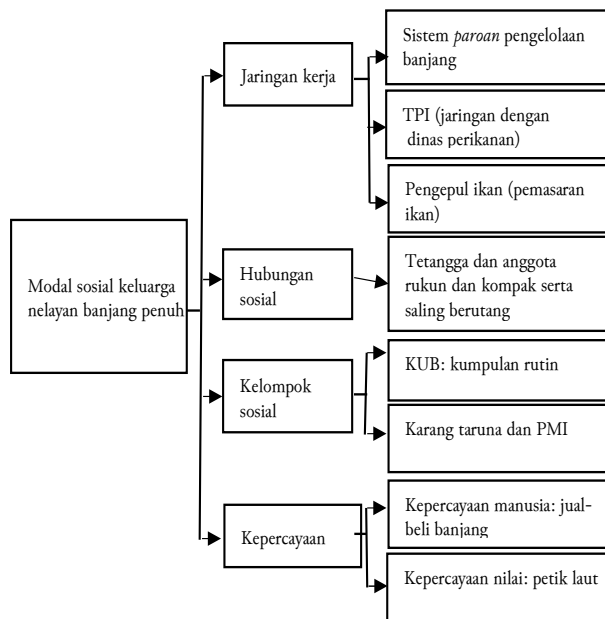 Modal sosial keluarga
nelayan banjang penuh
Jaringan kerja
Sistem paroan pengelolaan
banjang
TPI (jaringan dengan
dinas perikanan)
Pengepul ikan (pemasaran
ikan)
Hubungan
sosial
Tetangga dan anggota
rukun dan kompak serta
saling berutang
Kelompok
sosial
KUB: kumpulan rutin
Karang taruna dan PMI
Kepercayaan
Kepercayaan manusia: jual-
beli banjang
Kepercayaan nilai: petik laut